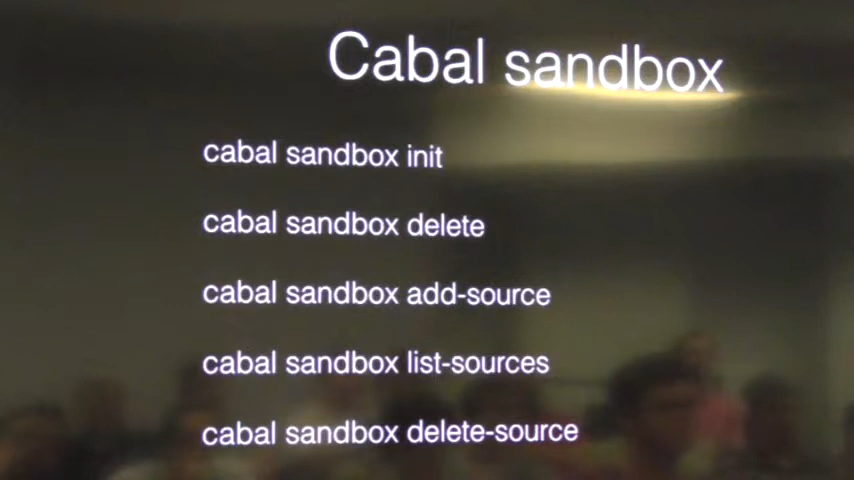 Cabal sandbox
cabal sandbox init
cabal sandbox delete
cabal sandbox add-source
cabal sandbox list-sources
cabal sandbox delete-source